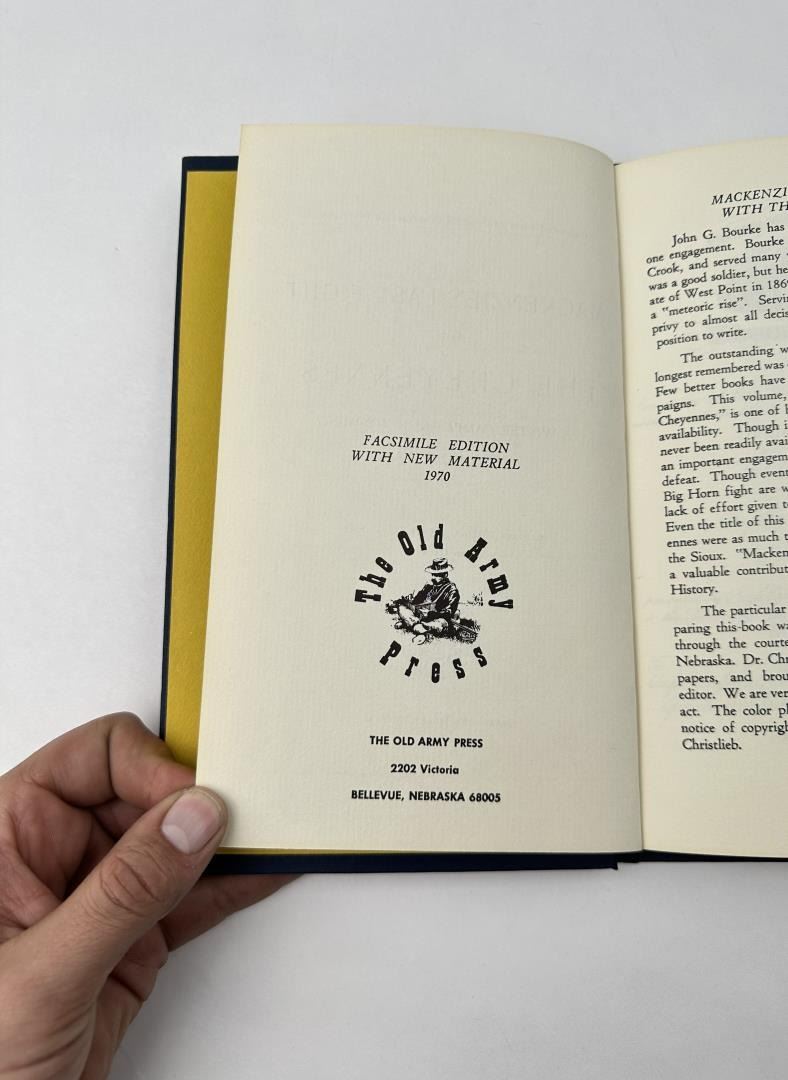 FACSIMILE EDITION
WITH NEW MATERIAL
1970
The Old Army
Press
THE OLD ARMY PRESS
2202 Victoria
BELLEVUE, NEBRASKA 68005
MACKENZI
WITH TH
John G. Bourke has
one engagement. Bourke
Crook, and served many
was a good soldier, but he
ate of West Point in 186
a "meteoric rise". Servi
privy to almost all decis
position to write.
The outstanding w
longest remembered was
Few better books have
paigns. This volume,
Cheyennes," is one of
availability. Though i
never been readily avai
an important engagem
defeat. Though event
Big Horn fight are w
lack of effort given t
Even the title of this
ennes were as much t
the Sioux. "Macken
a valuable contribut
History.
The particular
paring this book wa
through the courte
Nebraska. Dr. Chr
papers, and brou
editor. We are ver
act. The color pl
notice of copyrigh
Christlieb.